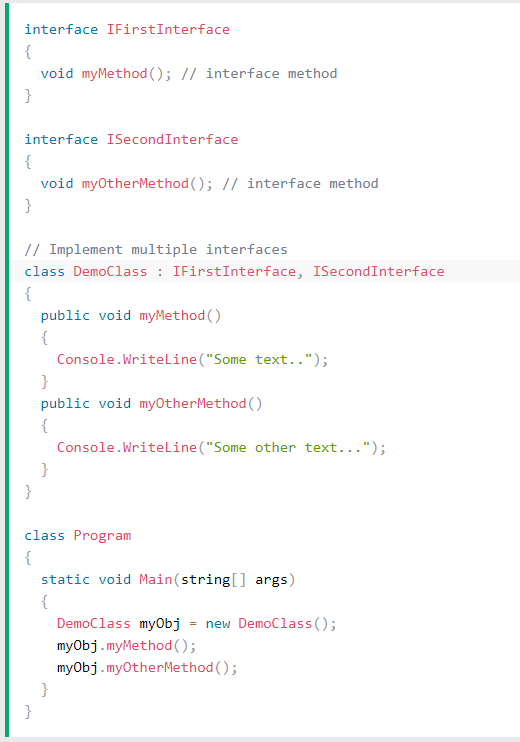 interface IFirstInterface
{
  void myMethod(); // interface method
}

interface ISecondInterface
{
  void myOtherMethod(); // interface method
}

// Implement multiple interfaces
class DemoClass : IFirstInterface, ISecondInterface
{
  public void myMethod()
  {
    Console.WriteLine("Some text..");
  }
  public void myOtherMethod()
  {
    Console.WriteLine("Some other text...");
  }
}

class Program
{
  static void Main(string[] args)
  {
    DemoClass myObj = new DemoClass();
    myObj.myMethod();
    myObj.myOtherMethod();
  }
}